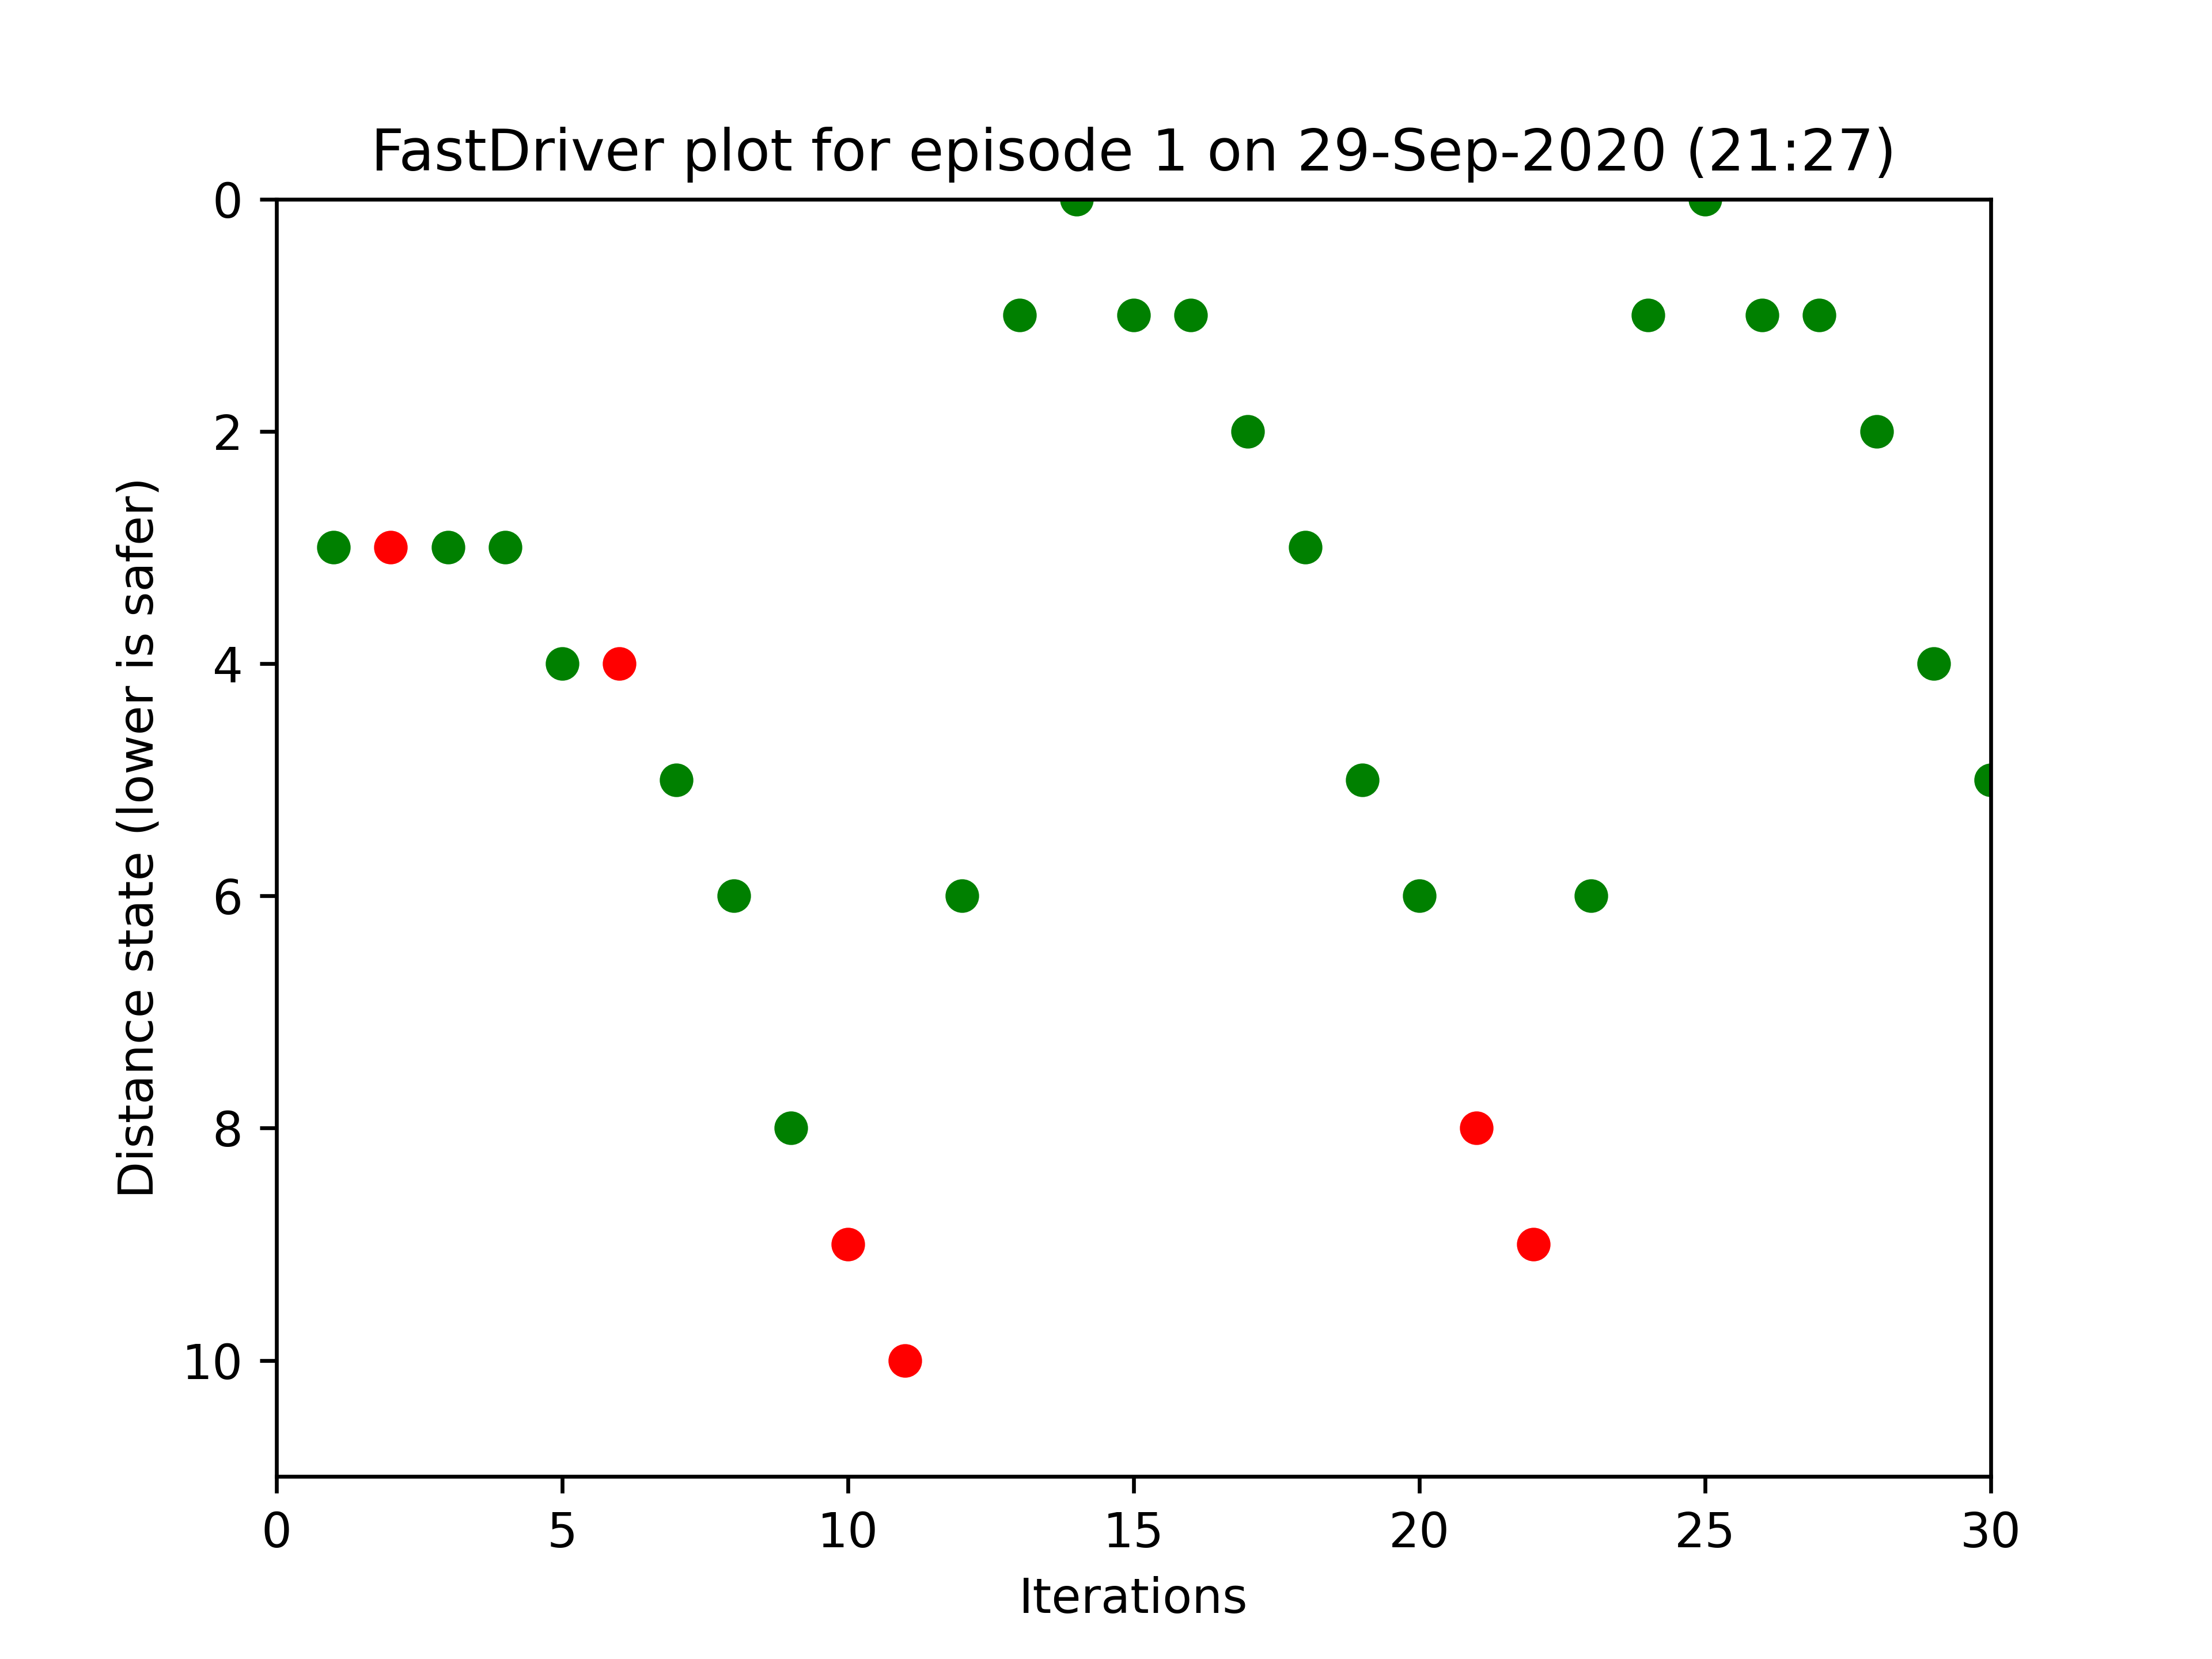 FastDriver plot for episode 1 on 29-Sep-2020 (21:27)
0
2
4
6
8
10
Distance state (lower is safer)
0 5 10 15 20 25 30
Iterations